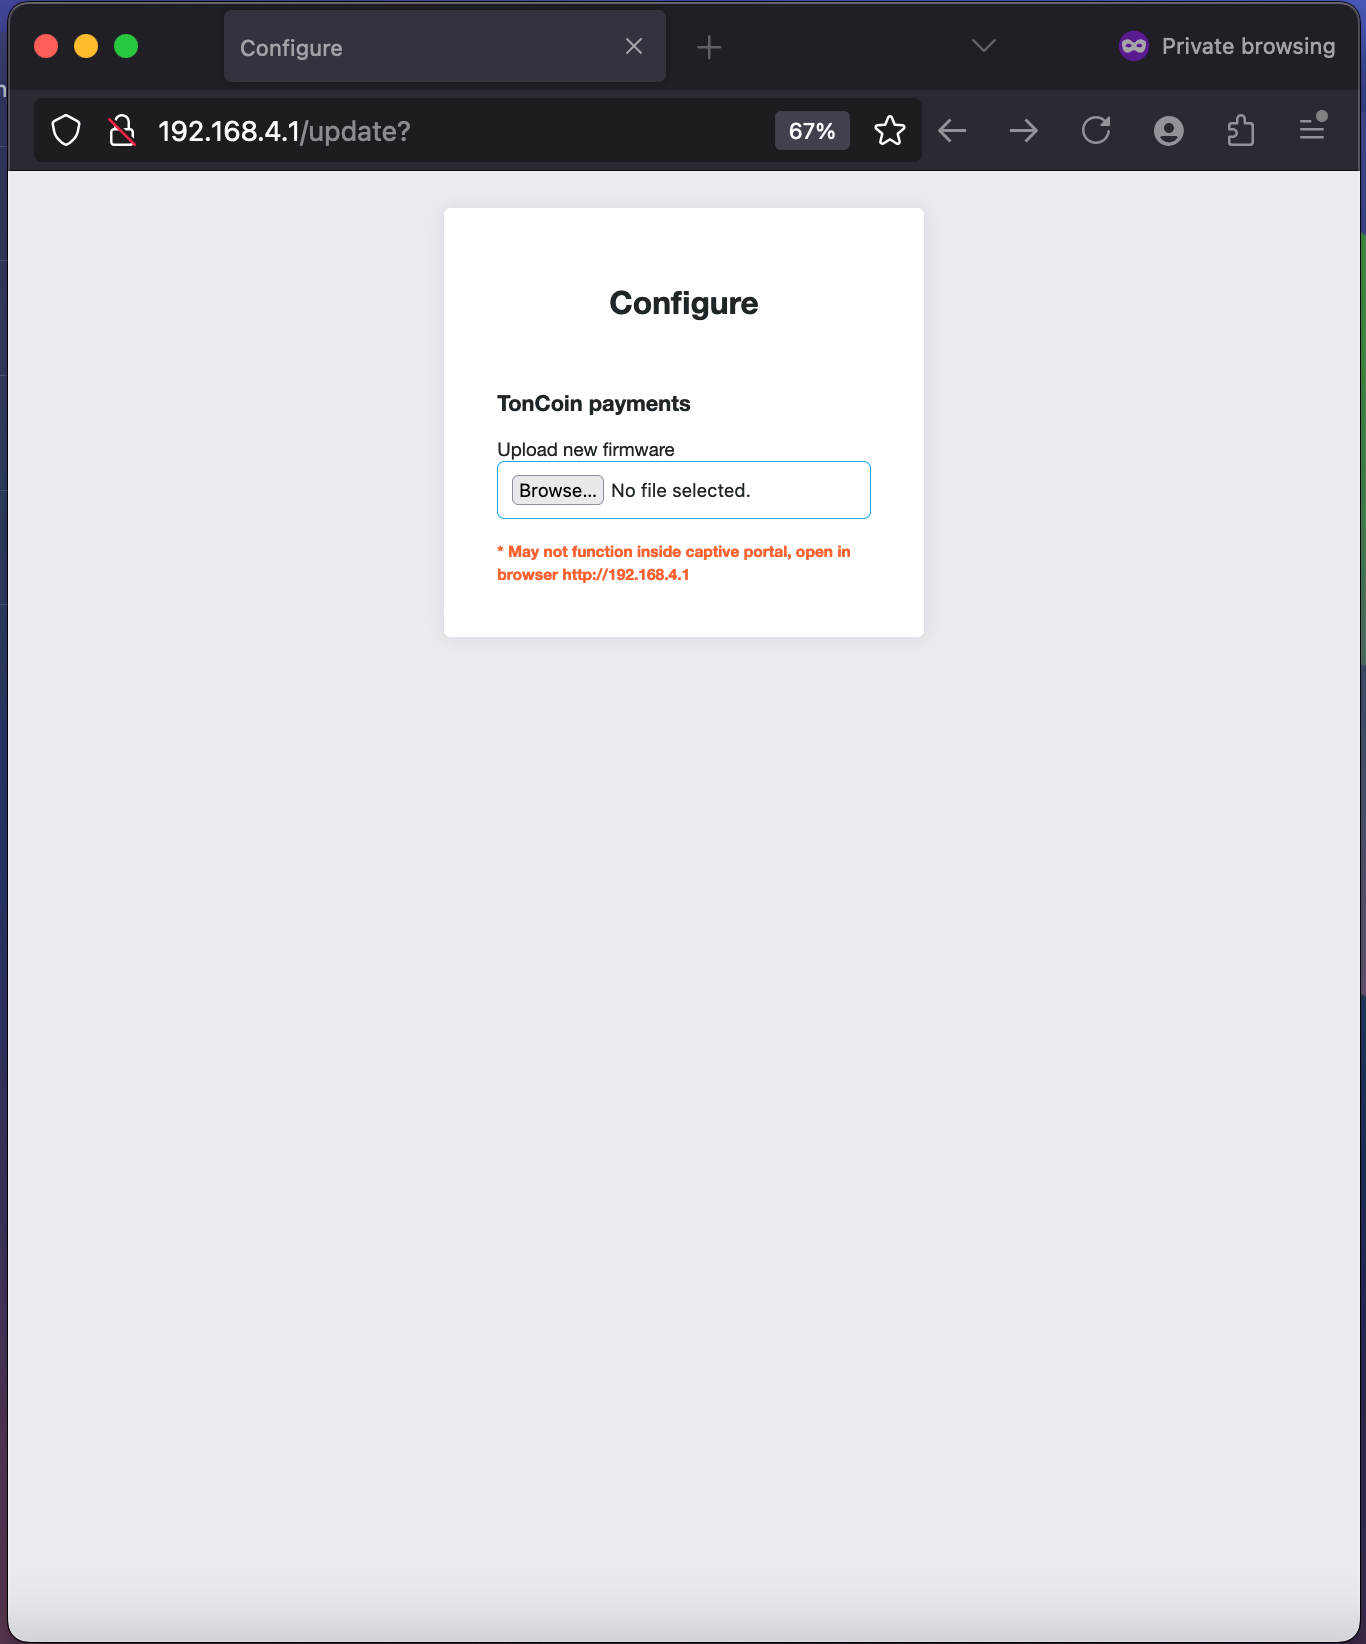 Configure
Private browsing
192.168.4.1/update?
67%
Configure
TonCoin payments
Upload new firmware
Browse... No file selected.
* May not function inside captive portal, open in
browser http://192.168.4.1